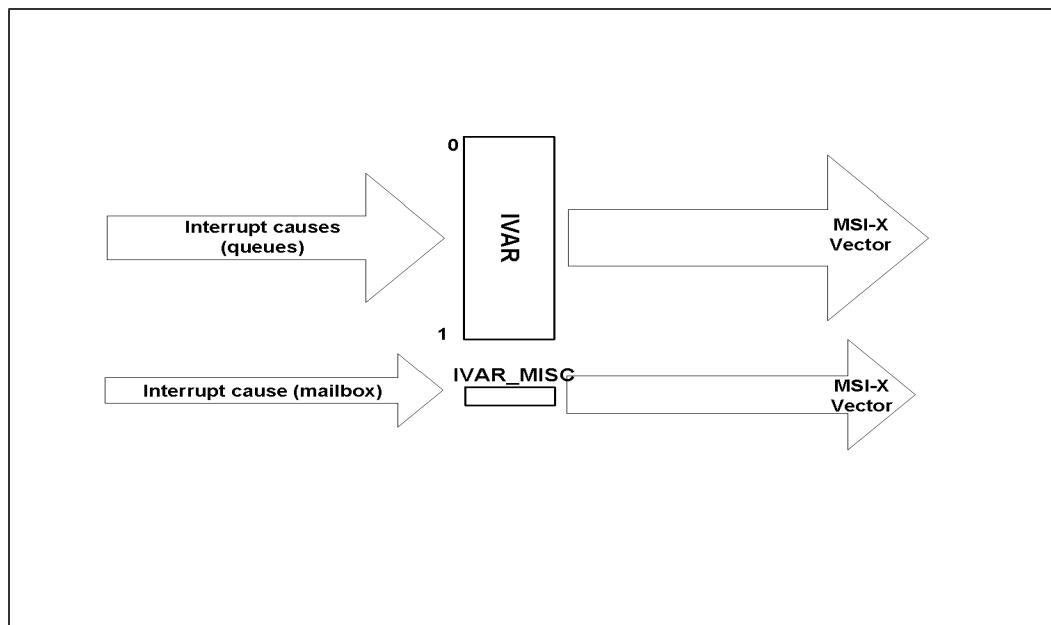 0
Interrupt causes
(queues)
IVAR
MSI-X
Vector
1
IVAR_MISC
Interrupt cause (mailbox)
MSI-X
Vector